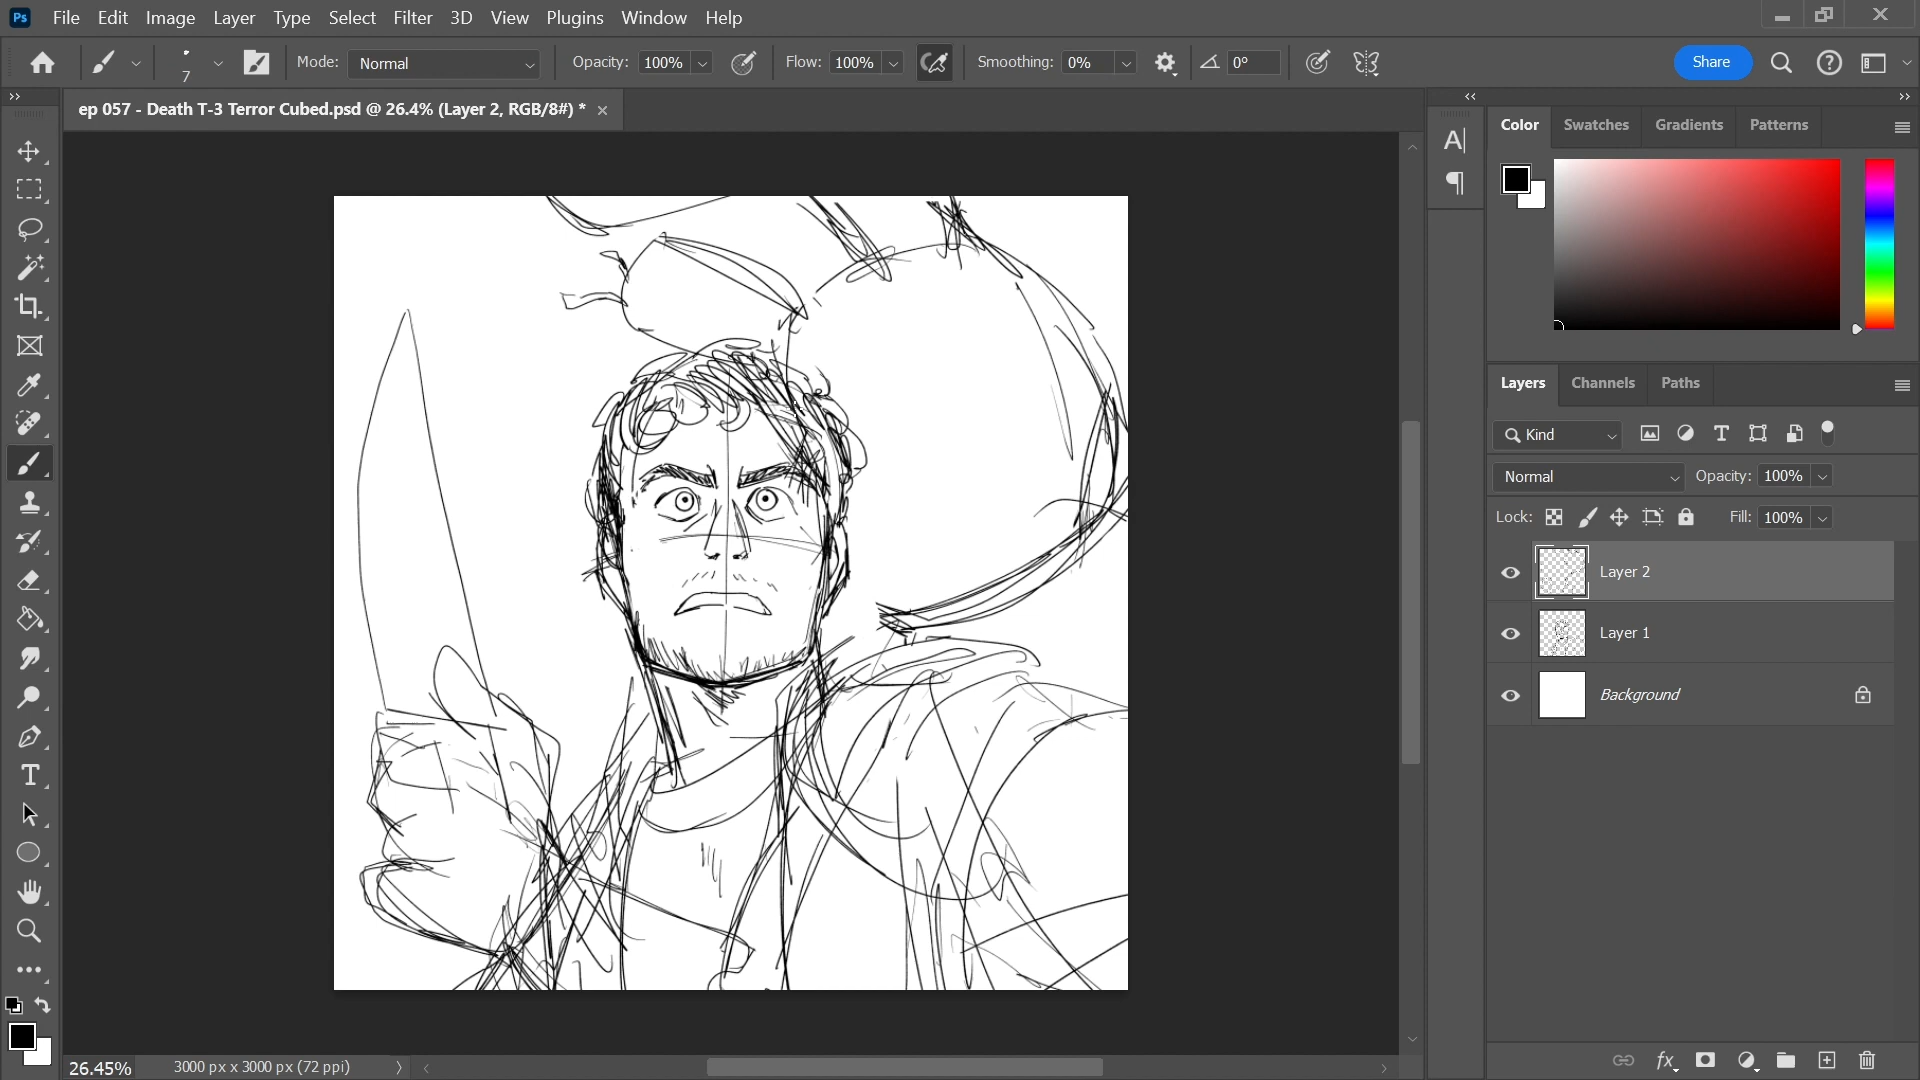 Ps File Edit Image Layer Type Select Filter 3D View Plugins Window Help
7 Mode: Normal Opacity: 100% Flow: 100% Smoothing: 0% 0° Share
ep 057 - Death T-3 Terror Cubed.psd @ 26.4% (Layer 2, RGB/8#) *
Color Swatches Gradients Patterns
Layers Channels Paths
Kind
Normal Opacity: 100%
Lock: Fill: 100%
Layer 2
Layer 1
Background
26.45% 3000 px x 3000 px (72 ppi)